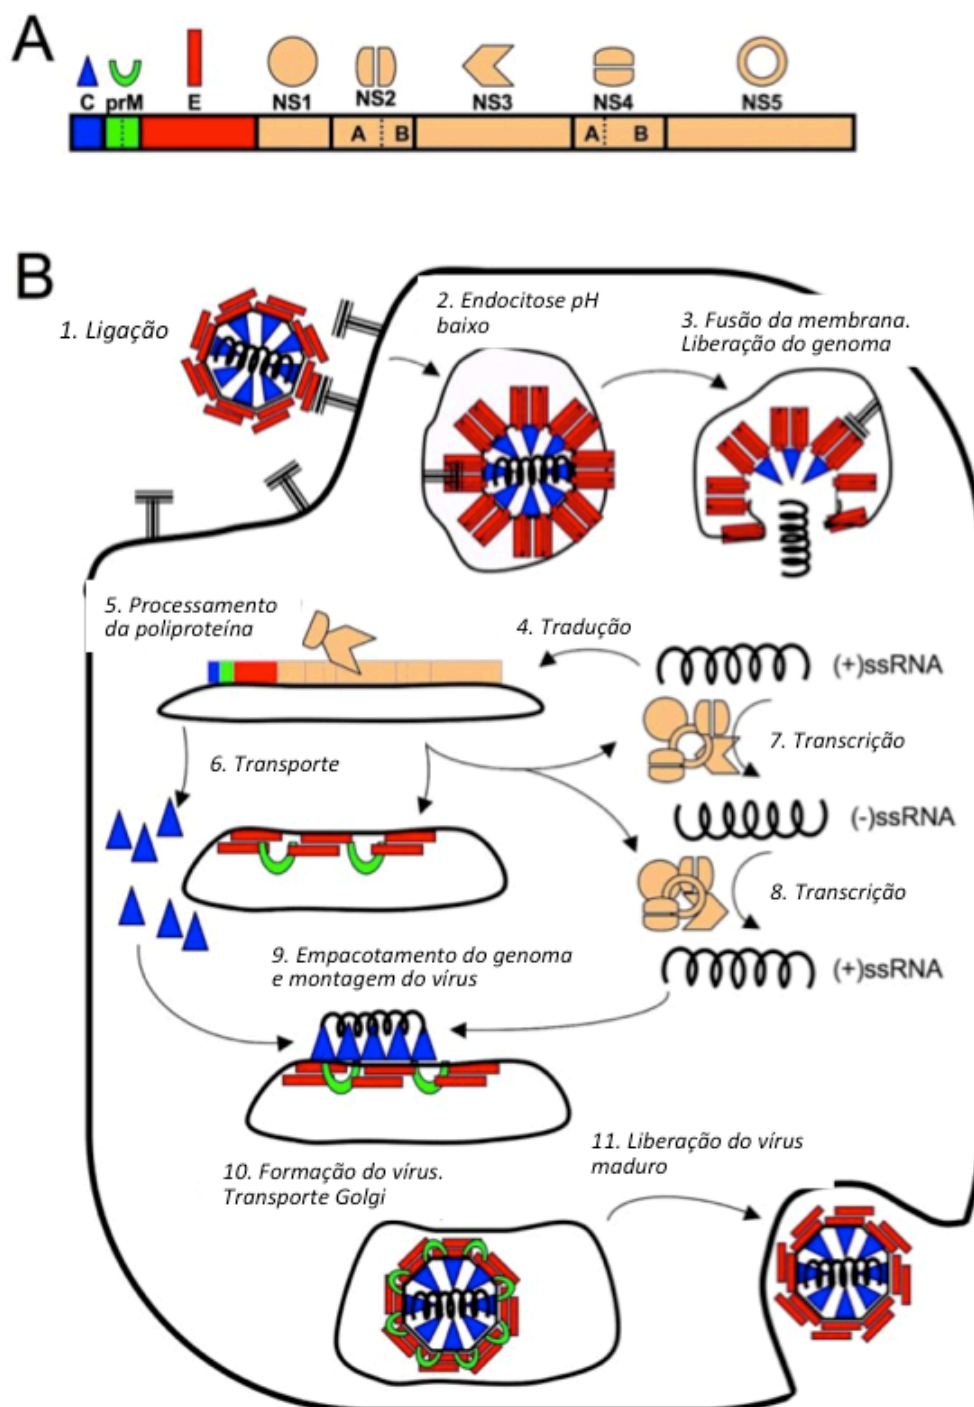 A
C prM E NS1 NS2 NS3 NS4 NS5
A B A B
B
1. Ligação
2. Endocitose pH
baixo
3. Fusão da membrana.
Liberação do genoma
5. Processamento
da poliproteína
4. Tradução
(+)ssRNA
6. Transporte
7. Transcrição
(-)ssRNA
8. Transcrição
9. Empacotamento do genoma
e montagem do vírus
(+)ssRNA
10. Formação do vírus.
Transporte Golgi
11. Liberação do vírus
maduro